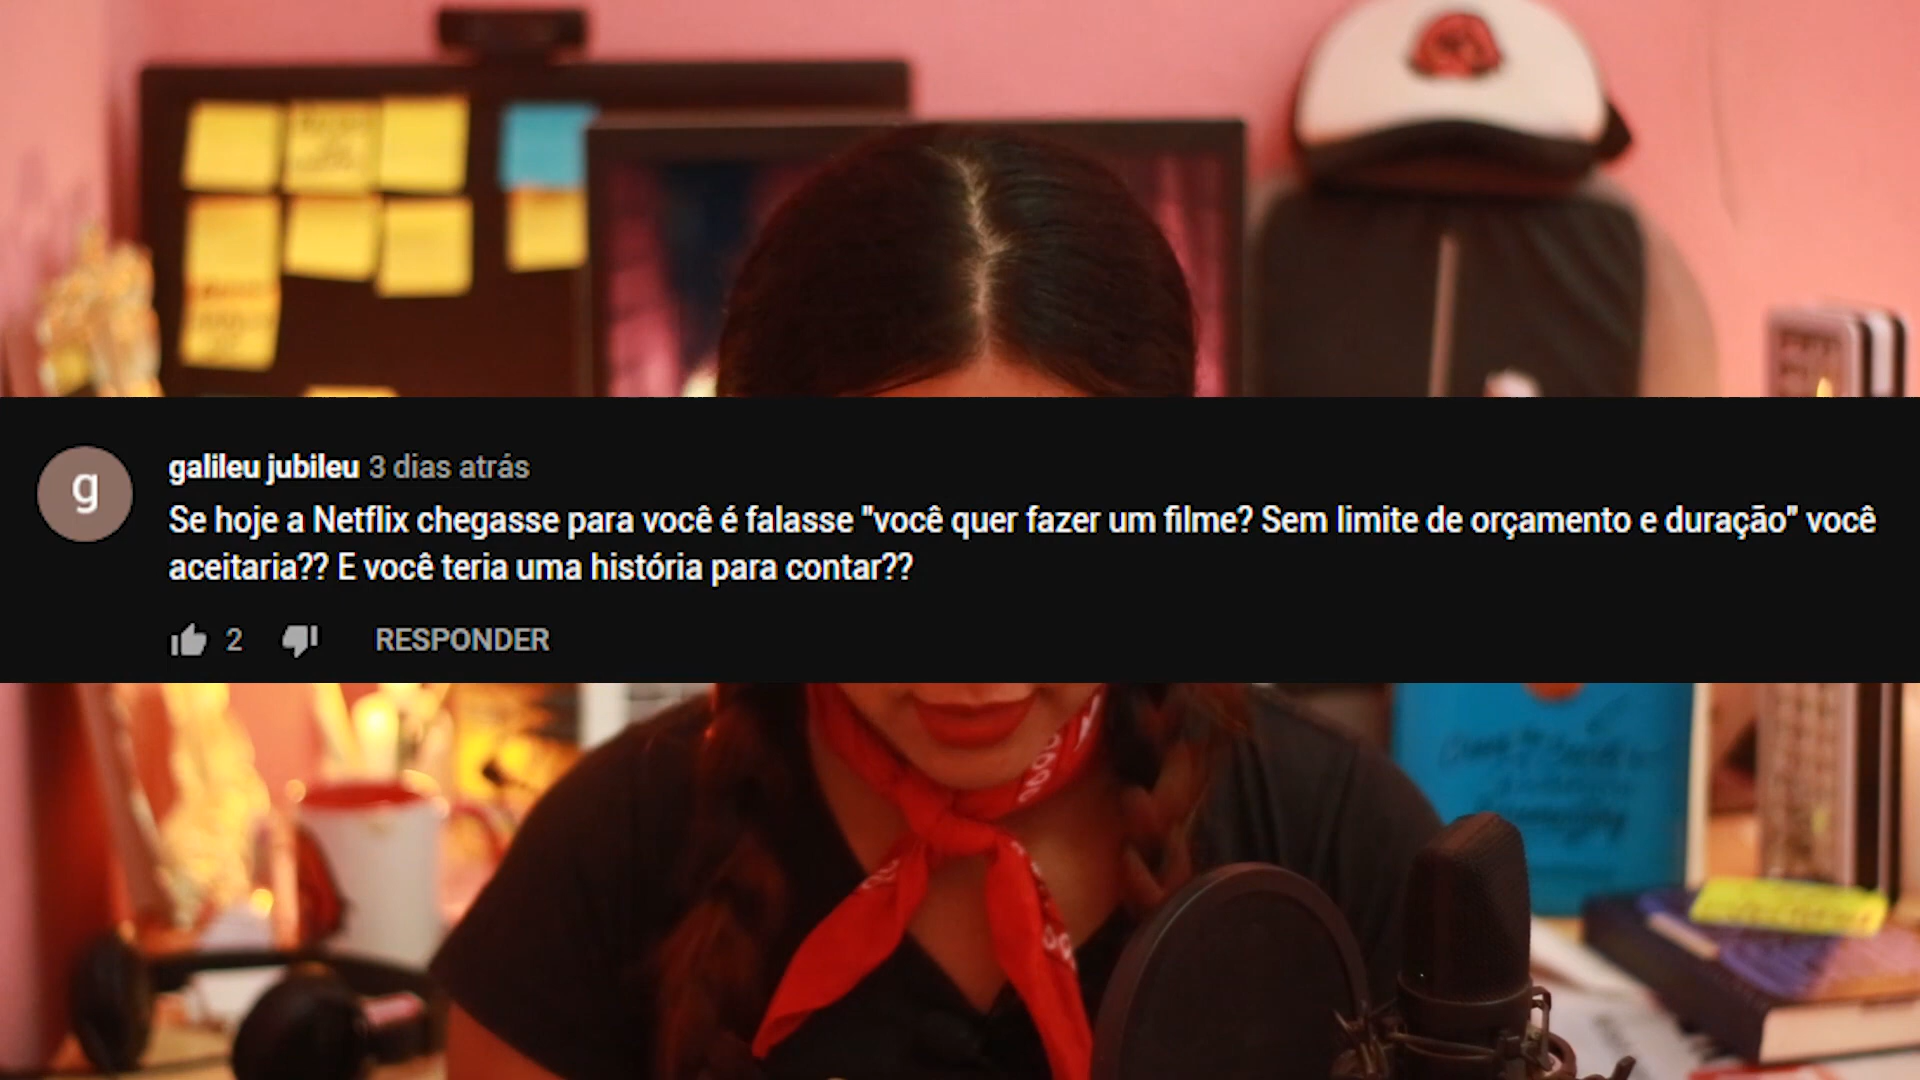 g
galileu jubileu 3 dias atrás
Se hoje a Netflix chegasse para você é falasse "você quer fazer um filme? Sem limite de orçamento e duração" você
aceitaria?? E você teria uma história para contar??
2 RESPONDER